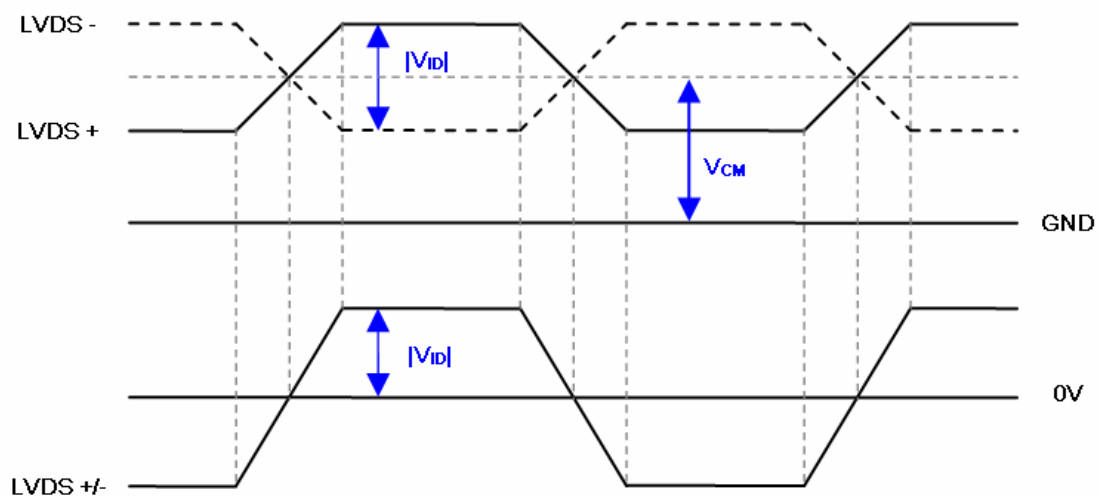 LVDS -
|VID|
LVDS +
VCM
GND
|VID|
0V
LVDS +/-